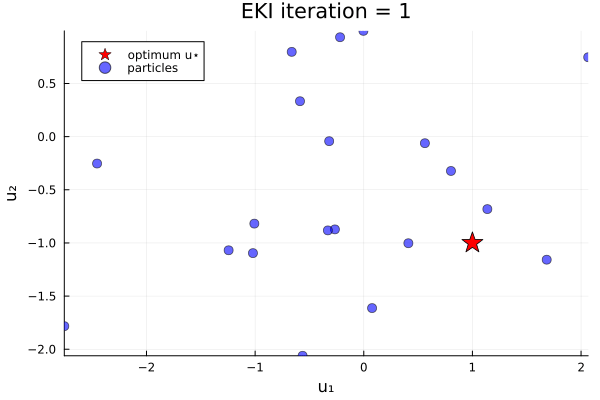 EKI iteration = 1
optimum u⋆
particles
0.5
0.0
−0.5
−1.0
−1.5
−2.0
u₂
−2
−1
0
1
2
u₁